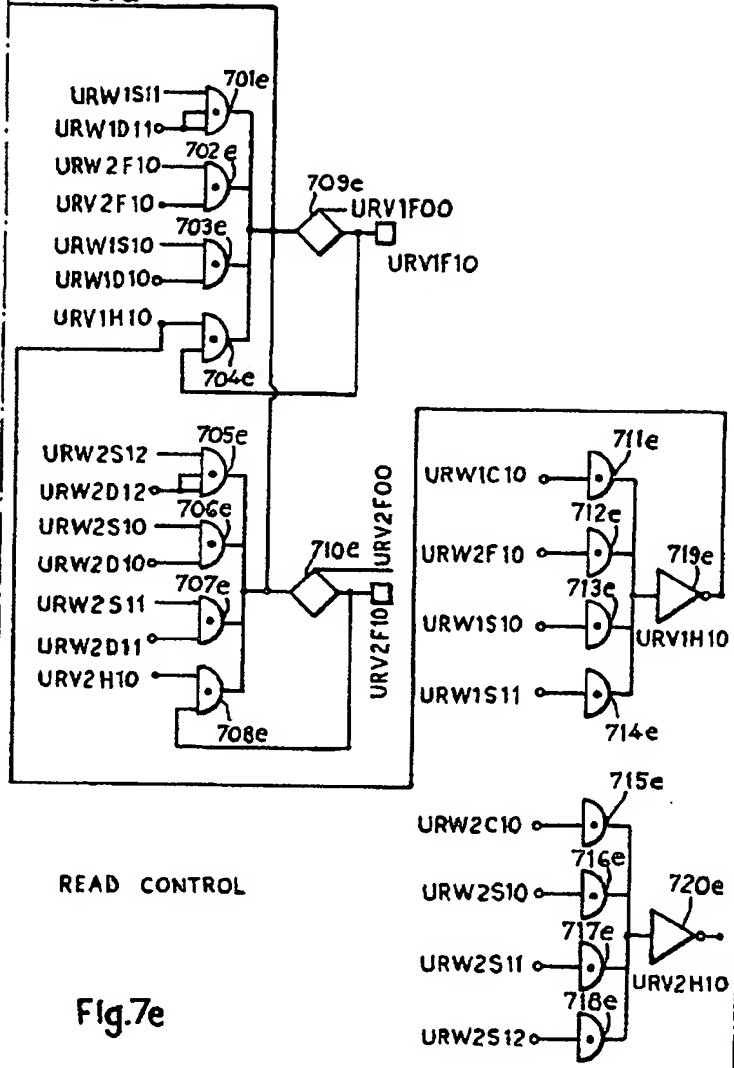 701e
URW1S11
URW1D11
702e
URW2F10
URV2F10
709e
URV1F00
703e
URW1S10
URW1D10
URV1F10
URV1H10
704e
705e
URW2S12
URW2D12
706e
URW2S10
URW2D10
710e
URV2F00
707e
URW2S11
URW2D11
URV2F10
URV2H10
708e
711e
URW1C10
712e
URW2F10
719e
713e
URW1S10
URV1H10
URW1S11
714e
715e
URW2C10
716e
URW2S10
720e
717e
URW2S11
URV2H10
718e
URW2S12
READ CONTROL
Fig.7e